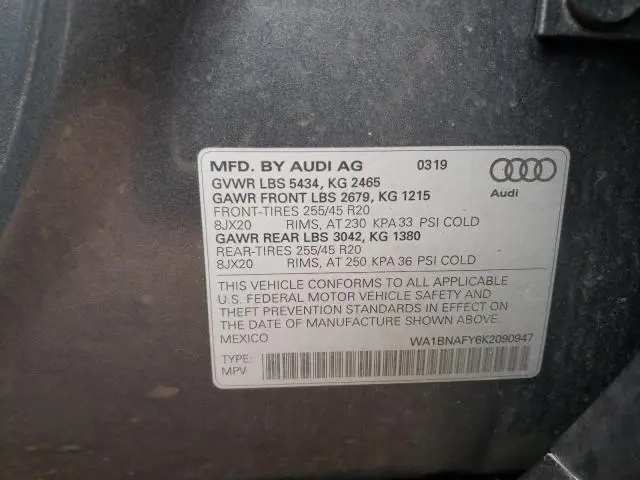 MFD. BY AUDI AG 0319
Audi
GVWR LBS 5434, KG 2465
GAWR FRONT LBS 2679, KG 1215
FRONT-TIRES 255/45 R20
8JX20 RIMS, AT 230 KPA 33 PSI COLD
GAWR REAR LBS 3042, KG 1380
REAR-TIRES 255/45 R20
8JX20 RIMS, AT 250 KPA 36 PSI COLD
THIS VEHICLE CONFORMS TO ALL APPLICABLE
U.S. FEDERAL MOTOR VEHICLE SAFETY AND
THEFT PREVENTION STANDARDS IN EFFECT ON
THE DATE OF MANUFACTURE SHOWN ABOVE.
MEXICO WA1BNAFY6K2090947
TYPE:
MPV